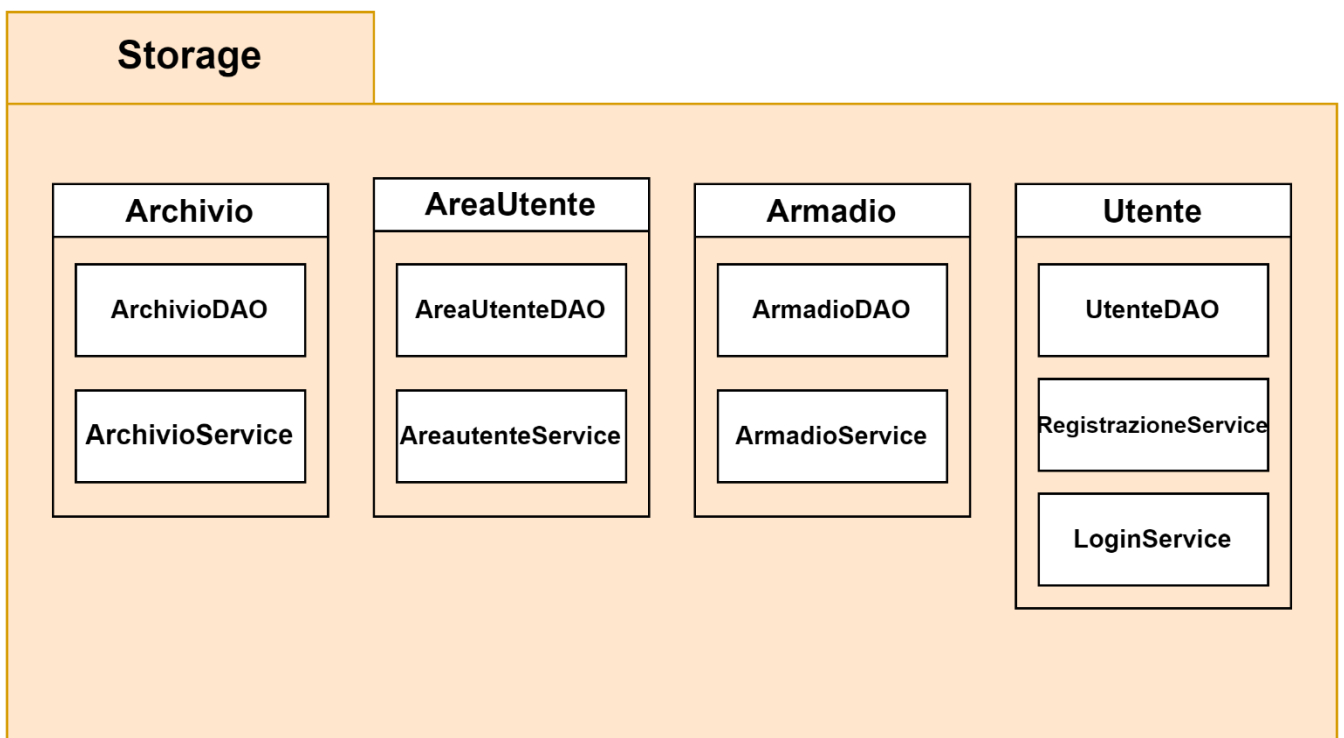 Storage
Archivio
ArchivioDAO
ArchivioService
AreaUtente
AreaUtenteDAO
AreautenteService
Armadio
ArmadioDAO
ArmadioService
Utente
UtenteDAO
RegistrazioneService
LoginService